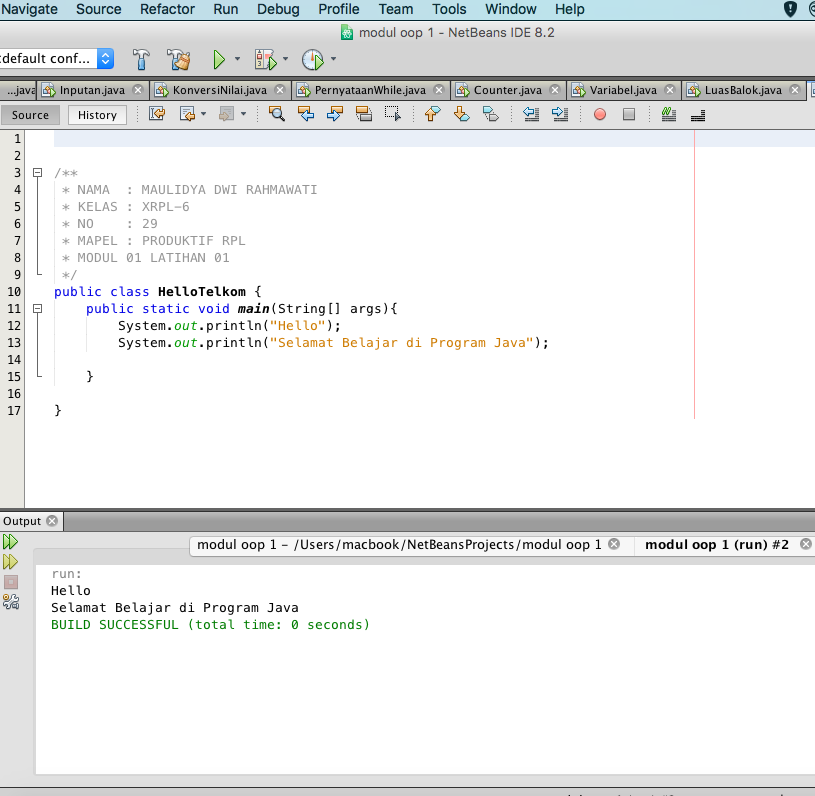 Navigate Source Refactor Run Debug Profile Team Tools Window Help
modul oop 1 - NetBeans IDE 8.2
default conf...
...java Inputan.java KonversiNilai.java PernyataanWhile.java Counter.java Variabel.java LuasBalok.java
Source History
1
2
3 /**
4 * NAMA : MAULIDYA DWI RAHMAWATI
5 * KELAS : XRPL-6
6 * NO : 29
7 * MAPEL : PRODUKTIF RPL
8 * MODUL 01 LATIHAN 01
9 */
10 public class HelloTelkom {
11 public static void main(String[] args){
12 System.out.println("Hello");
13 System.out.println("Selamat Belajar di Program Java");
14
15 }
16
17 }
Output
modul oop 1 - /Users/macbook/NetBeansProjects/modul oop 1 modul oop 1 (run) #2
run:
Hello
Selamat Belajar di Program Java
BUILD SUCCESSFUL (total time: 0 seconds)